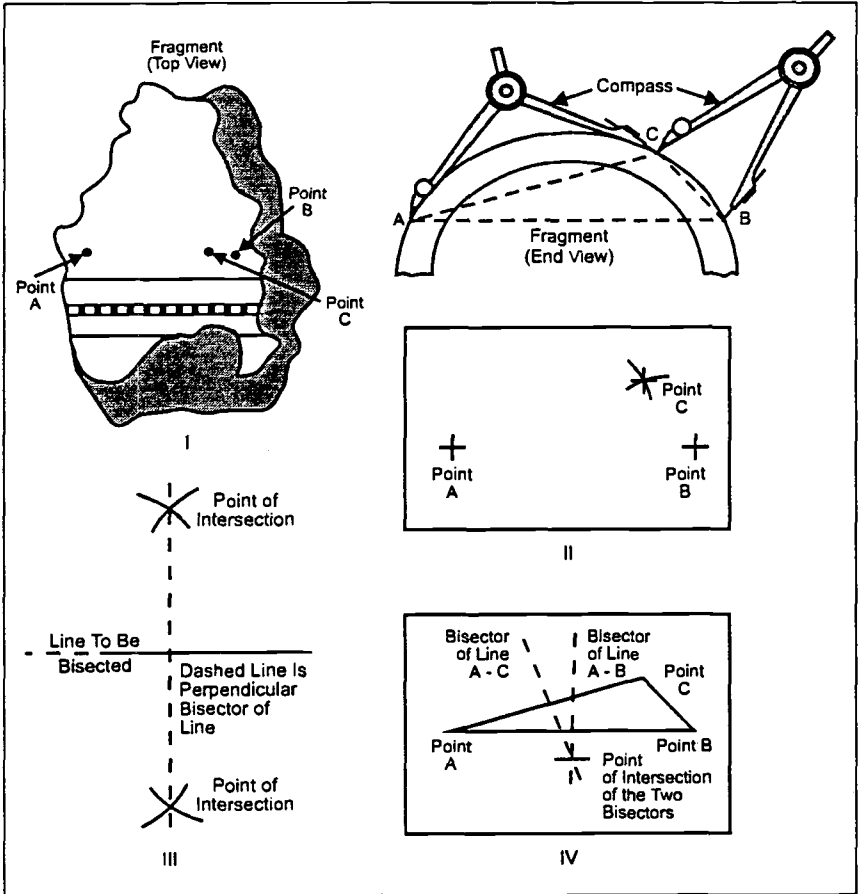 Fragment
(Top View)
Point
B
Point
A
Point
C
I
Compass
C
A
B
Fragment
(End View)
Point
C
Point
A
Point
B
II
Point of
Intersection
Line To Be
Bisected
Dashed Line Is
Perpendicular
Bisector of
Line
Point of
Intersection
III
Bisector
of Line
A - C
Bisector
of Line
A - B
Point
C
Point
A
Point B
Point
of Intersection
of the Two
Bisectors
IV